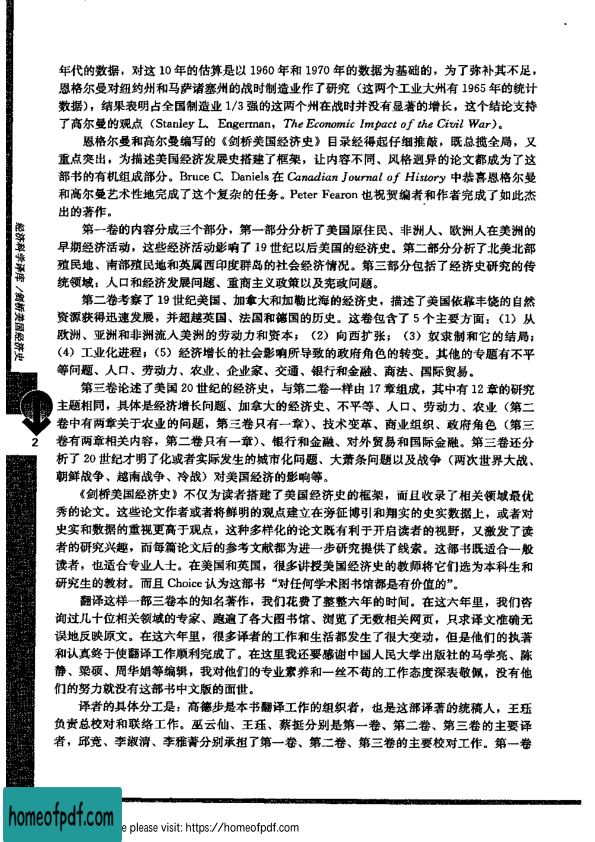 年代的数据，对这 10 年的估算是以 1960 年和 1970 年的数据为基础的，为了弥补其不足，
恩格尔曼对纽约州和马萨诸塞州的战时制造业作了研究（这两个工业大州有 1965 年的统计
数据），结果表明占全国制造业 1/3 强的这两个州在战时并没有显著的增长，这个结论支持
了高尔曼的观点（Stanley L. Engerman，The Economic Impact of the Civil War）。
恩格尔曼和高尔曼编写的《剑桥美国经济史》目录经得起仔细推敲，既总揽全局，又
重点突出，为描述美国经济发展史搭建了框架，让内容不同、风格迥异的论文都成为了这
部书的有机组成部分。Bruce C. Daniels 在 Canadian Journal of History 中恭喜恩格尔曼
和高尔曼艺术性地完成了这个复杂的任务。Peter Fearon 也祝贺编者和作者完成了如此杰
出的著作。
第一卷的内容分成三个部分，第一部分分析了美国原住民、非洲人、欧洲人在美洲的
早期经济活动，这些经济活动影响了 19 世纪以后美国的经济史。第二部分分析了北美北部
殖民地、南部殖民地和英属西印度群岛的社会经济情况。第三部分包括了经济史研究的传
统领域：人口和经济发展问题、重商主义政策以及宪政问题。
第二卷考察了 19 世纪美国、加拿大和加勒比海的经济史，描述了美国依靠丰饶的自然
资源获得迅速发展，并超越英国、法国和德国的历史。这卷包含了 5 个主要方面：（1）从
欧洲、亚洲和非洲流入美洲的劳动力和资本；（2）向西扩张；（3）奴隶制和它的结局；
（4）工业化进程；（5）经济增长的社会影响所导致的政府角色的转变。其他的专题有不平
等问题、人口、劳动力、农业、企业家、交通、银行和金融、商法、国际贸易。
第三卷论述了美国 20 世纪的经济史，与第二卷一样由 17 章组成，其中有 12 章的研究
主题相同，具体是经济增长问题、加拿大的经济史、不平等、人口、劳动力、农业（第二
卷中有两章关于农业的问题，第三卷只有一章）、技术变革、商业组织、政府角色（第三
卷有两章相关内容，第二卷只有一章）、银行和金融、对外贸易和国际金融。第三卷还分
析了 20 世纪才明了化或者实际发生的城市化问题、大萧条问题以及战争（两次世界大战、
朝鲜战争、越南战争、冷战）对美国经济的影响等。
《剑桥美国经济史》不仅为读者搭建了美国经济史的框架，而且收录了相关领域最优
秀的论文。这些论文作者或者将鲜明的观点建立在旁征博引和翔实的史实数据上，或者对
史实和数据的重视更高于观点，这种多样化的论文既有利于开启读者的视野，又激发了读
者的研究兴趣，而每篇论文后的参考文献都为进一步研究提供了线索。这部书既适合一般
读者，也适合专业人士。在美国和英国，很多讲授美国经济史的教师将它们选为本科生和
研究生的教材。而且 Choice 认为这部书“对任何学术图书馆都是有价值的”。
翻译这样一部三卷本的知名著作，我们花费了整整六年的时间。在这六年里，我们咨
询过几十位相关领域的专家、跑遍了各大图书馆、浏览了无数相关网页，只求译文准确无
误地反映原文。在这六年里，很多译者的工作和生活都发生了很大变动，但是他们的执著
和认真终于使翻译工作顺利完成了。在这里我还要感谢中国人民大学出版社的马学亮、陈
静、梁硕、周华娟等编辑，我对他们的专业素养和一丝不苟的工作态度深表敬佩，没有他
们的努力就没有这部书中文版的面世。
译者的具体分工是：高德步是本书翻译工作的组织者，也是这部译著的统稿人，王珏
负责总校对和联络工作。巫云仙、王珏、蔡挺分别是第一卷、第二卷、第三卷的主要译
者，邱竞、李淑清、李雅菁分别承担了第一卷、第二卷、第三卷的主要校对工作。第一卷
经济科学译库 / 剑桥美国经济史
2
homeofpdf.com
e please visit: https://homeofpdf.com